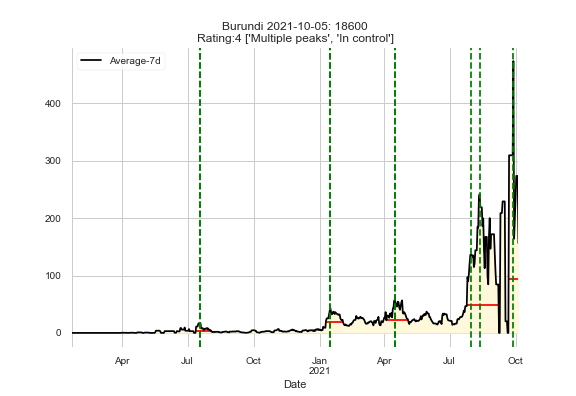 Burundi 2021-10-05: 18600
Rating:4 ['Multiple peaks', 'In control']
Average-7d
400
300
200
100
0
Apr
Jul
Oct
Jan
2021
Apr
Jul
Oct
Date